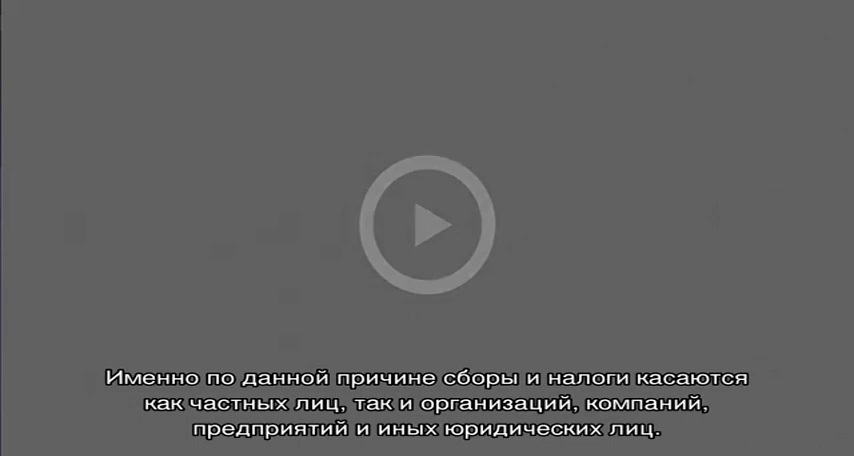 Именно по данной причине сборы и налоги касаются
как частных лиц, так и организаций, компаний,
предприятий и иных юридических лиц.